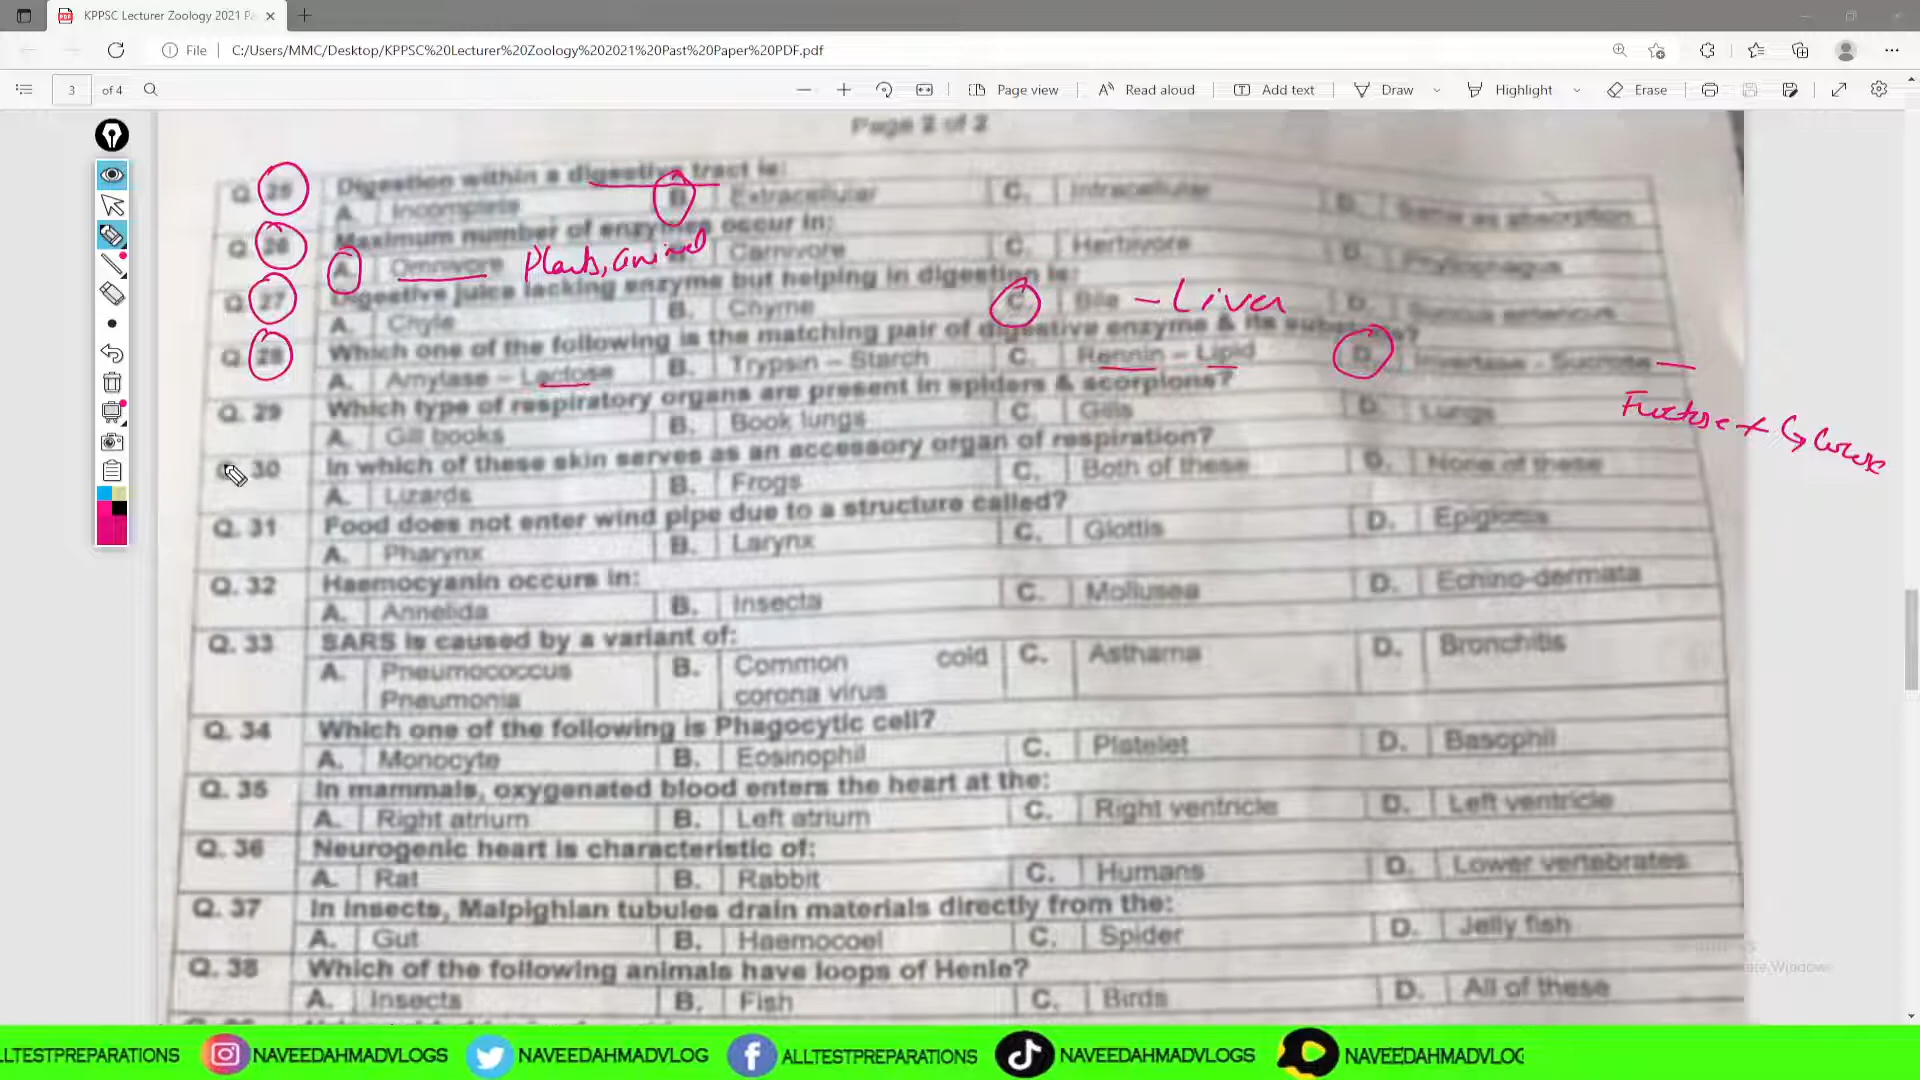 KPPSC Lecturer Zoology 2021 Pa
File C:/Users/MMC/Desktop/KPPSC%20Lecturer%20Zoology%202021%20Past%20Paper%20PDF.pdf
3 of 4 Page view Read aloud Add text Draw Highlight Erase
Page 2 of 2
Q. 25 Digestion within a digestive tract is:
A. Incomplete B. Extracellular C. Intracellular D. Same as absorption
Q. 26 Maximum number of enzymes occur in:
A. Omnivore Plants, animal B. Carnivore C. Herbivore D. Phytophagus
Q. 27 Digestive juice lacking enzyme but helping in digestion is:
A. Chyle B. Chyme C. Bile – Liver D. Succus entericus
Q. 28 Which one of the following is the matching pair of digestive enzyme & its substrate?
A. Amylase – Lactose B. Trypsin – Starch C. Rennin – Lipid D. Invertase - Sucrose –
Fructose + Glucose
Q. 29 Which type of respiratory organs are present in spiders & scorpions?
A. Gill books B. Book lungs C. Gills D. Lungs
Q. 30 In which of these skin serves as an accessory organ of respiration?
A. Lizards B. Frogs C. Both of these D. None of these
Q. 31 Food does not enter wind pipe due to a structure called?
A. Pharynx B. Larynx C. Glottis D. Epiglottis
Q. 32 Haemocyanin occurs in:
A. Annelida B. Insecta C. Mollusea D. Echino-dermata
Q. 33 SARS is caused by a variant of:
A. Pneumococcus Pneumonia B. Common cold corona virus C. Asthama D. Bronchitis
Q. 34 Which one of the following is Phagocytic cell?
A. Monocyte B. Eosinophil C. Platelet D. Basophil
Q. 35 In mammals, oxygenated blood enters the heart at the:
A. Right atrium B. Left atrium C. Right ventricle D. Left ventricle
Q. 36 Neurogenic heart is characteristic of:
A. Rat B. Rabbit C. Humans D. Lower vertebrates
Q. 37 In insects, Malpighian tubules drain materials directly from the:
A. Gut B. Haemocoel C. Spider D. Jelly fish
Q. 38 Which of the following animals have loops of Henle?
A. Insects B. Fish C. Birds D. All of these
LLTESTPREPARATIONS NAVEEDAHMADVLOGS NAVEEDAHMADVLOG ALLTESTPREPARATIONS NAVEEDAHMADVLOGS NAVEEDAHMADVLOG